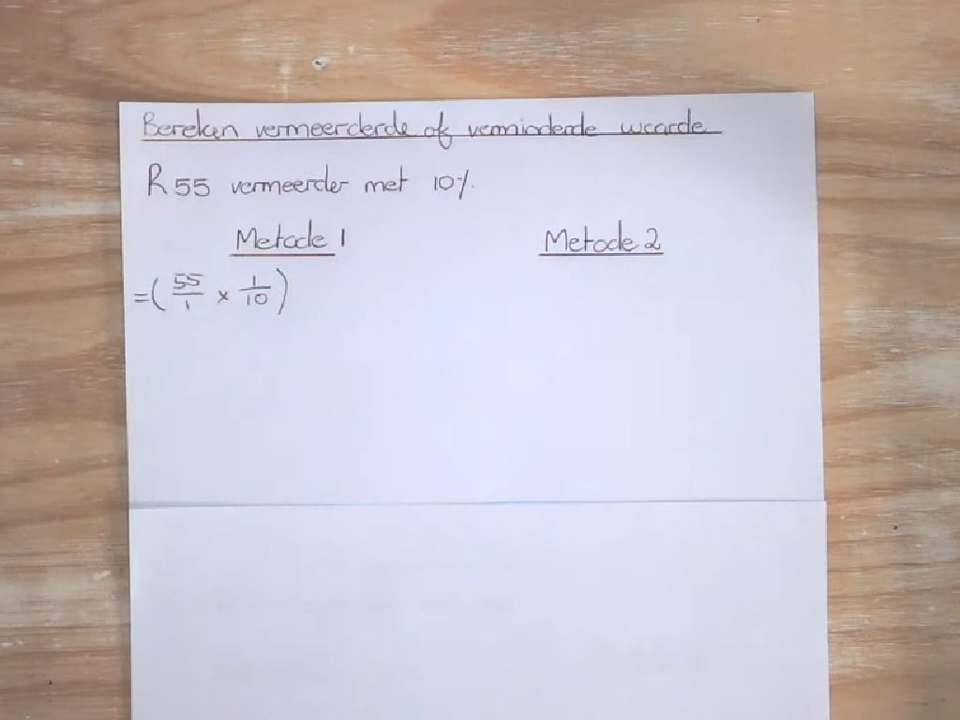 Bereken vermeerderde of verminderde waarde
R55 vermeerder met 10%.
Metode 1
Metode 2
=(55/1 × 1/10)